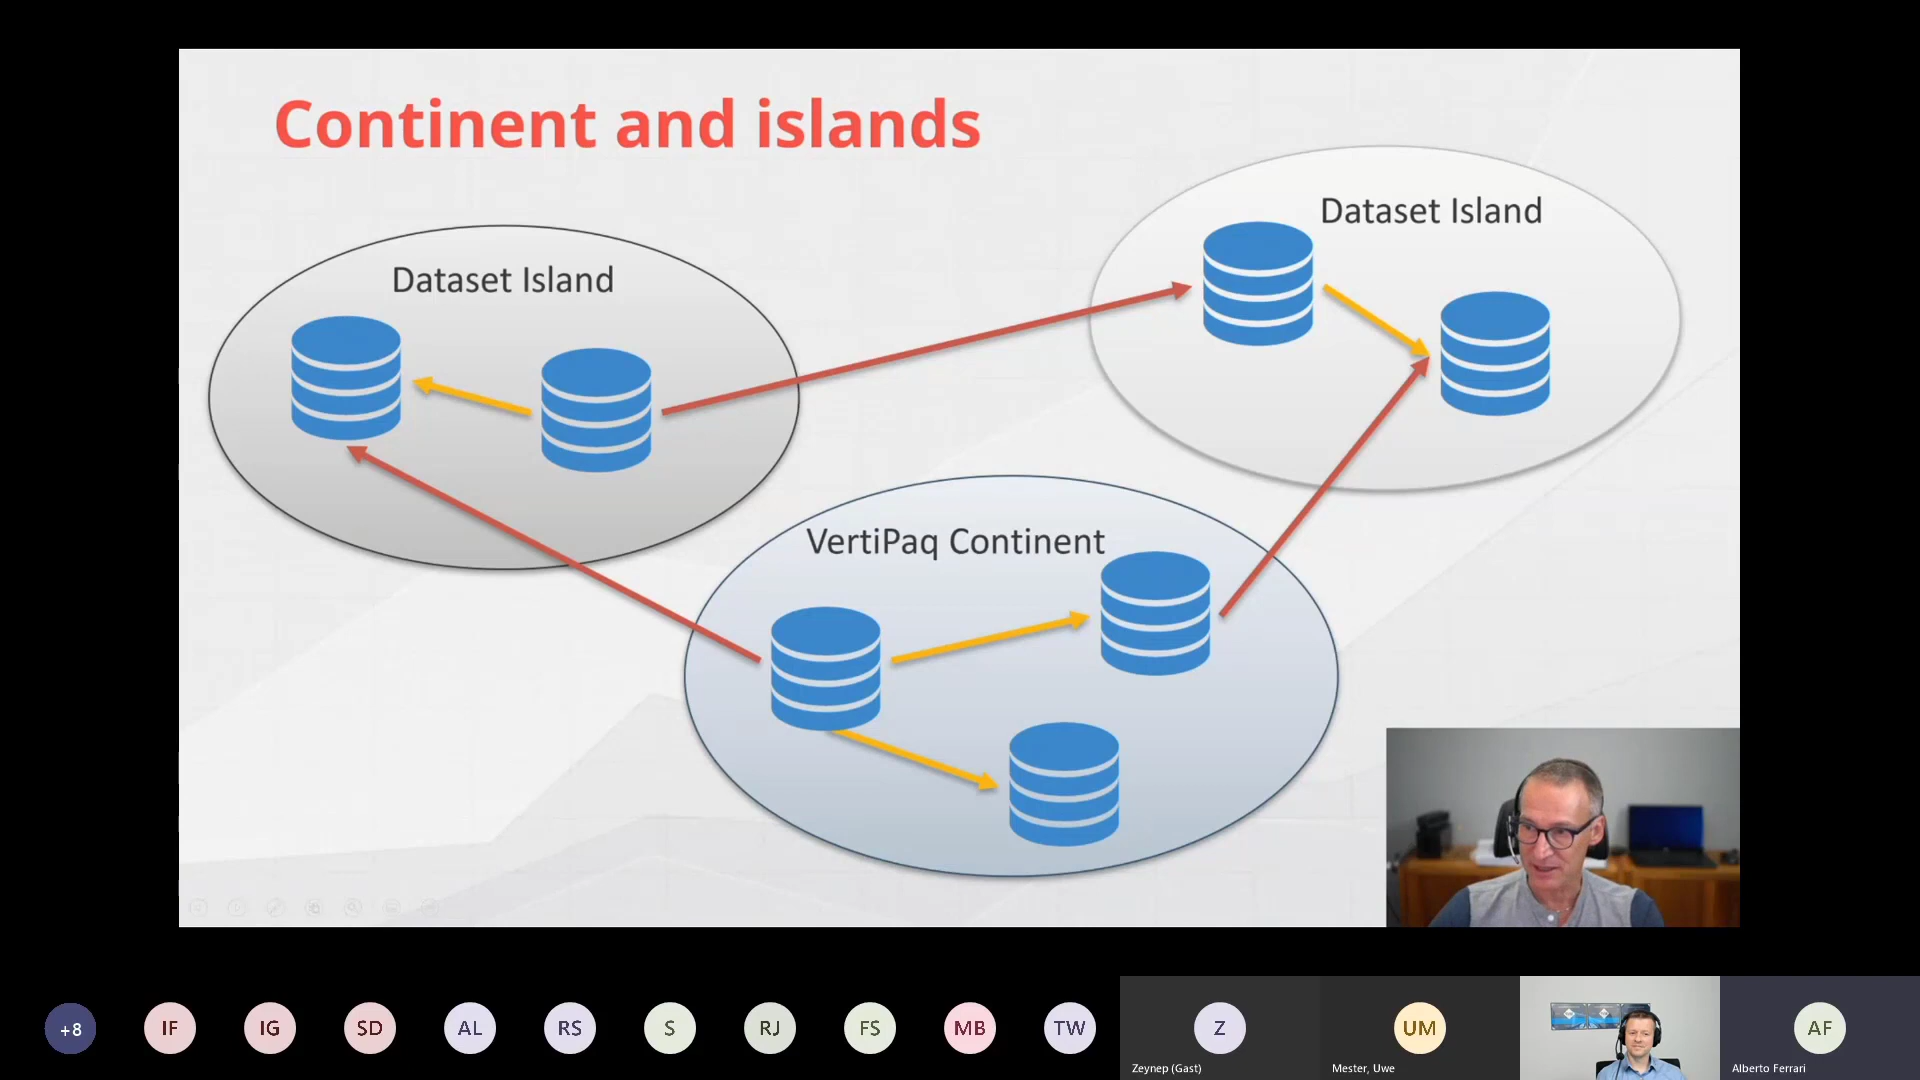 Continent and islands
Dataset Island
Dataset Island
VertiPaq Continent
+8
IF
IG
SD
AL
RS
S
RJ
FS
MB
TW
Z
UM
AF
Zeynep (Gast)
Mester, Uwe
Alberto Ferrari